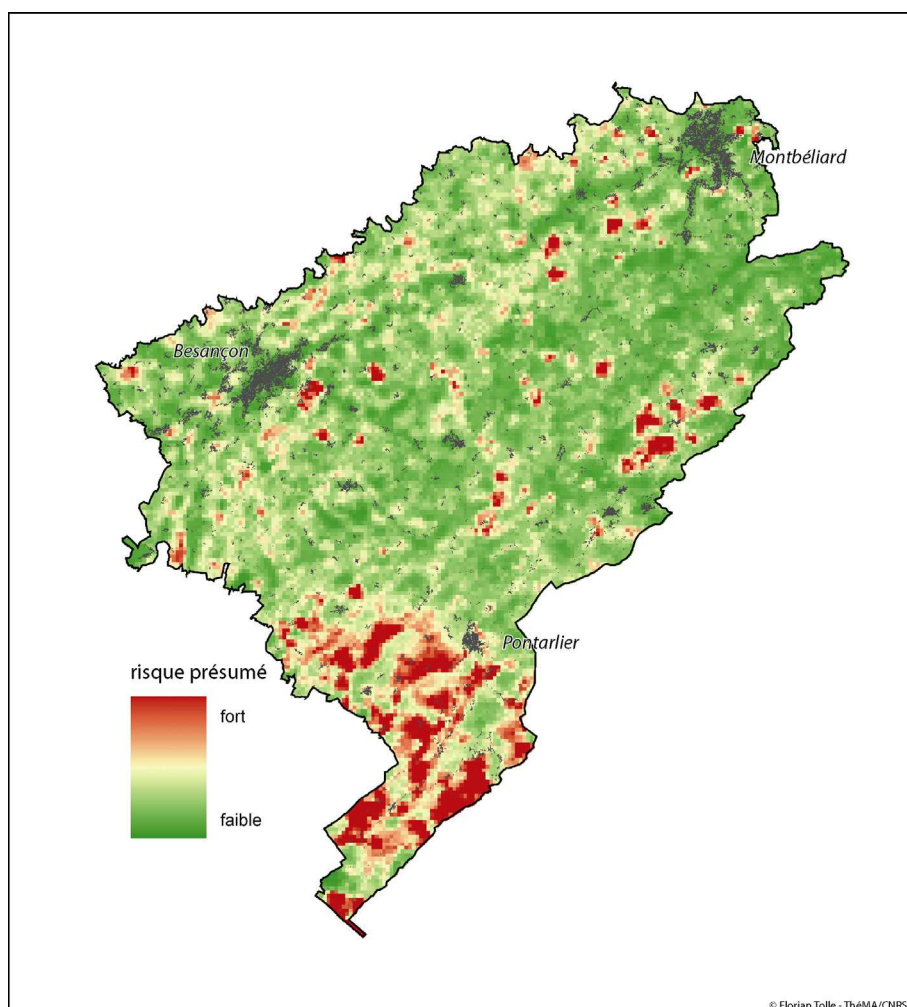 Montbéliard
Besançon
Pontarlier
risque présumé
fort
faible
© Florian Tolle - ThéMA/CNRS